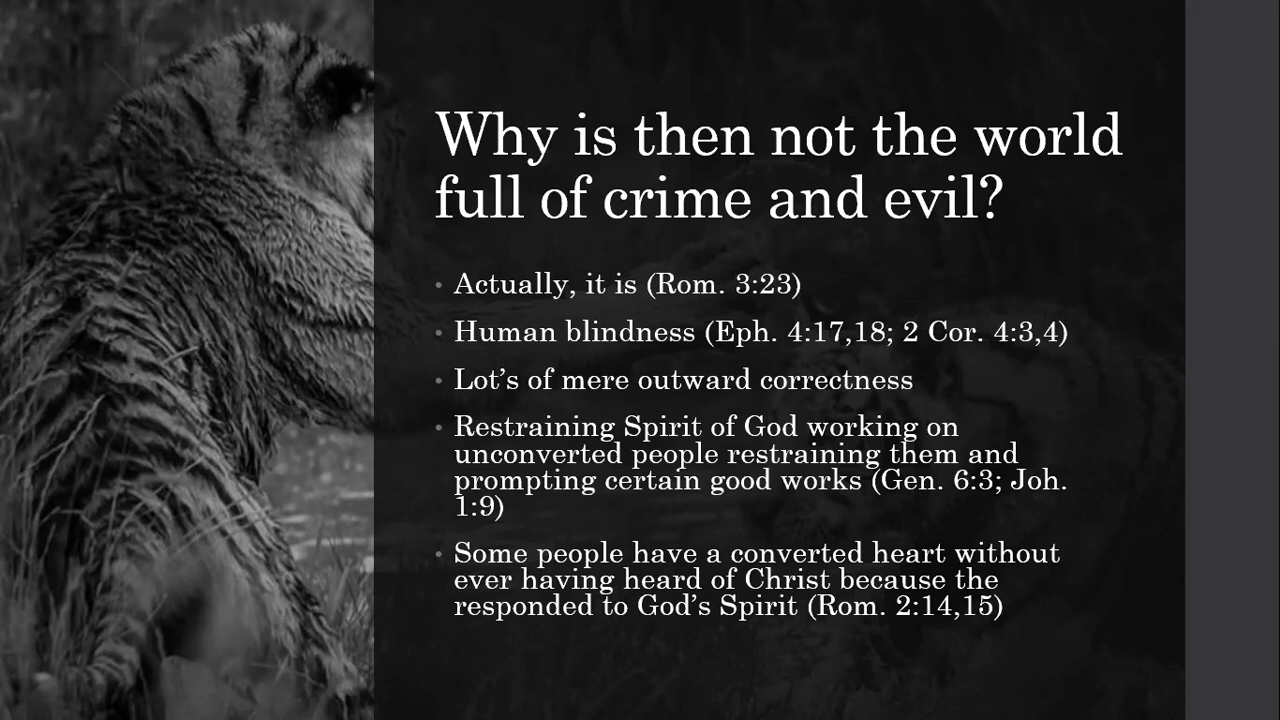 Why is then not the world
full of crime and evil?
• Actually, it is (Rom. 3:23)
• Human blindness (Eph. 4:17,18; 2 Cor. 4:3,4)
• Lot’s of mere outward correctness
• Restraining Spirit of God working on
unconverted people restraining them and
prompting certain good works (Gen. 6:3; Joh.
1:9)
• Some people have a converted heart without
ever having heard of Christ because the
responded to God’s Spirit (Rom. 2:14,15)